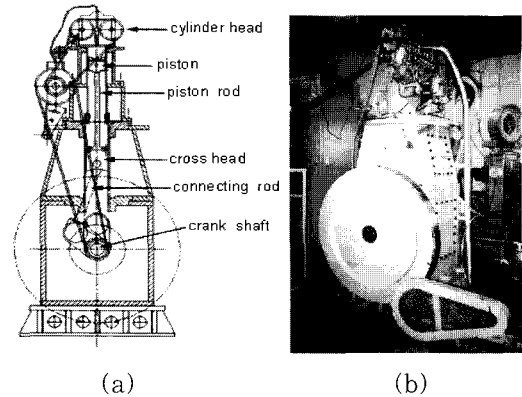 cylinder head
piston
piston rod
cross head
connecting rod
crank shaft
(a)
(b)